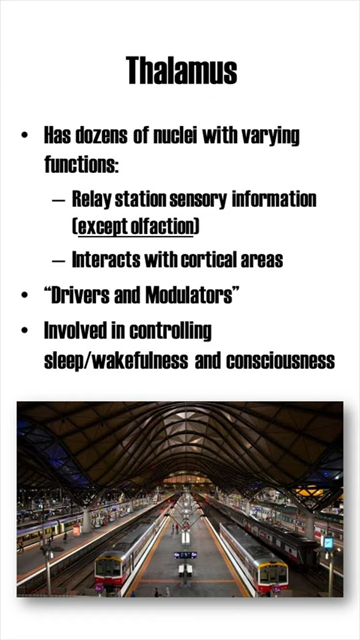 Thalamus
• Has dozens of nuclei with varying
functions:
– Relay station sensory information
(except olfaction)
– Interacts with cortical areas
• “Drivers and Modulators”
• Involved in controlling
sleep/wakefulness and consciousness